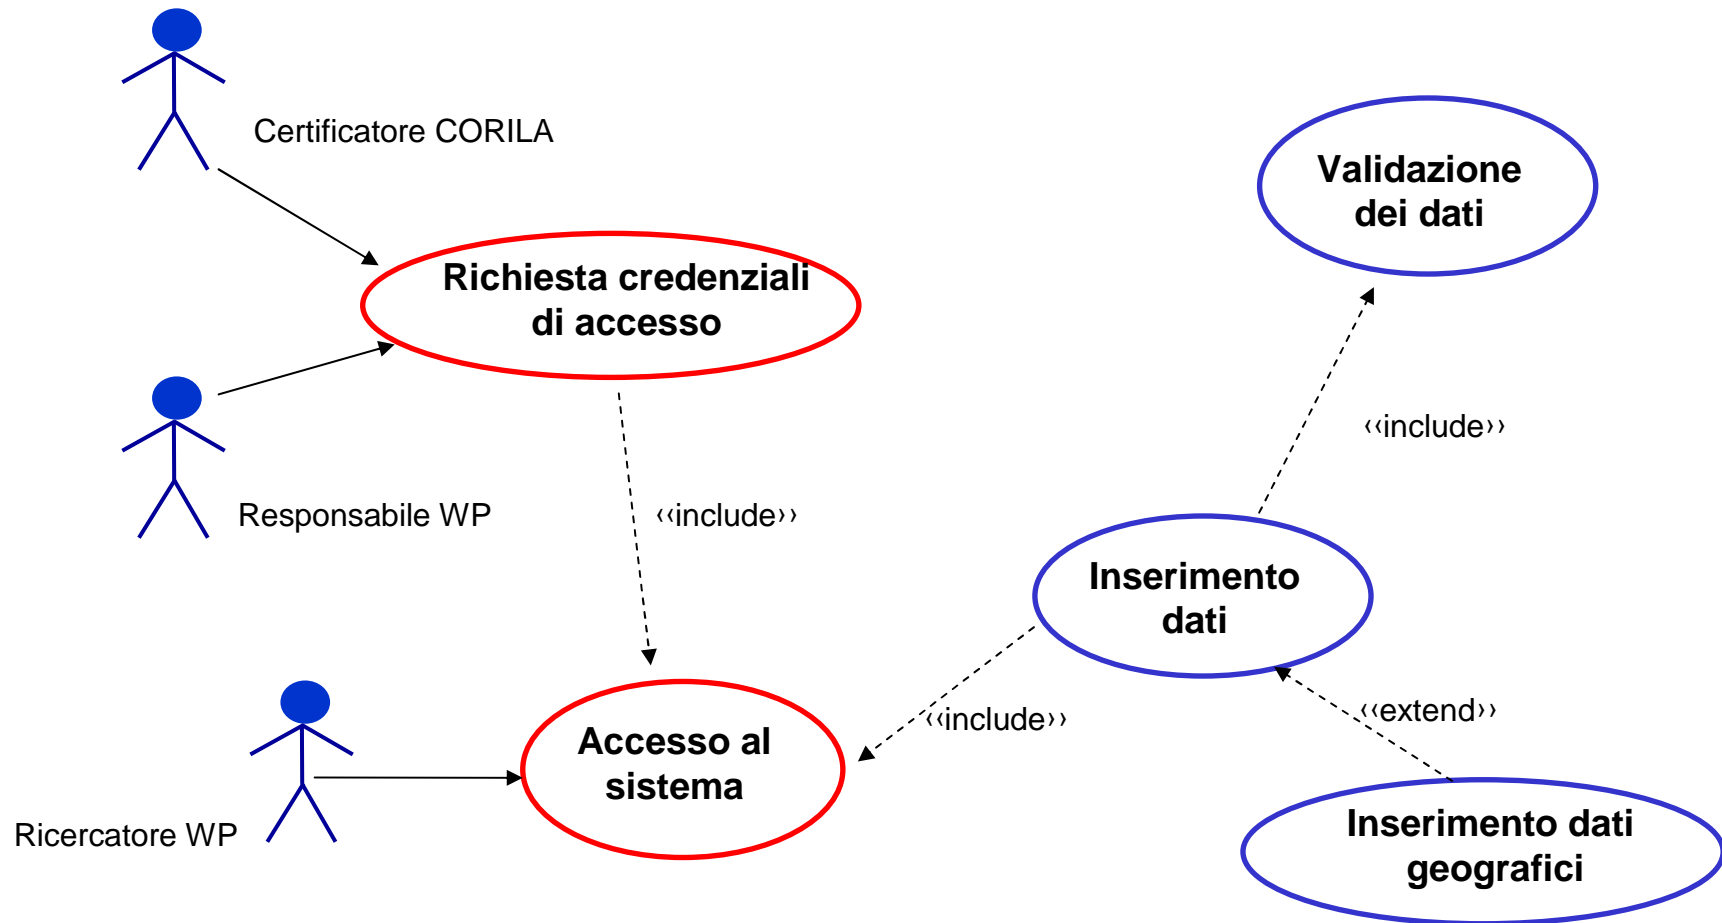 Certificatore CORILA
Validazione
dei dati
Richiesta credenziali
di accesso
‹‹include››
Responsabile WP
‹‹include››
Inserimento
dati
‹‹include››
‹‹extend››
Accesso al
sistema
Ricercatore WP
Inserimento dati
geografici